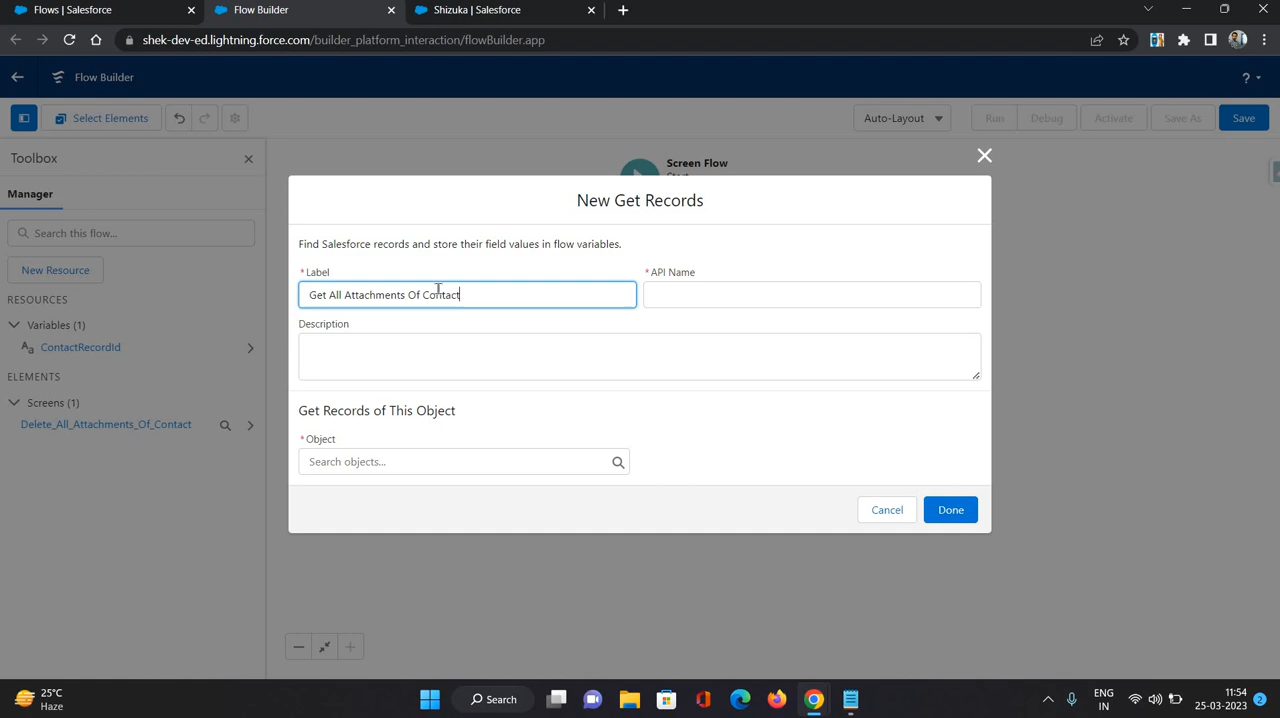 Flows | Salesforce
Flow Builder
Shizuka | Salesforce
shek-dev-ed.lightning.force.com/builder_platform_interaction/flowBuilder.app
Flow Builder
?
Select Elements
Auto-Layout
Run
Debug
Activate
Save As
Save
Toolbox
Manager
Search this flow...
New Resource
RESOURCES
Variables (1)
Aa ContactRecordId
ELEMENTS
Screens (1)
Delete_All_Attachments_Of_Contact
Screen Flow
New Get Records
Find Salesforce records and store their field values in flow variables.
* Label
* API Name
Get All Attachments Of Contact
Description
Get Records of This Object
* Object
Search objects...
Cancel
Done
25°C
Haze
Search
ENG
IN
11:54
25-03-2023
2